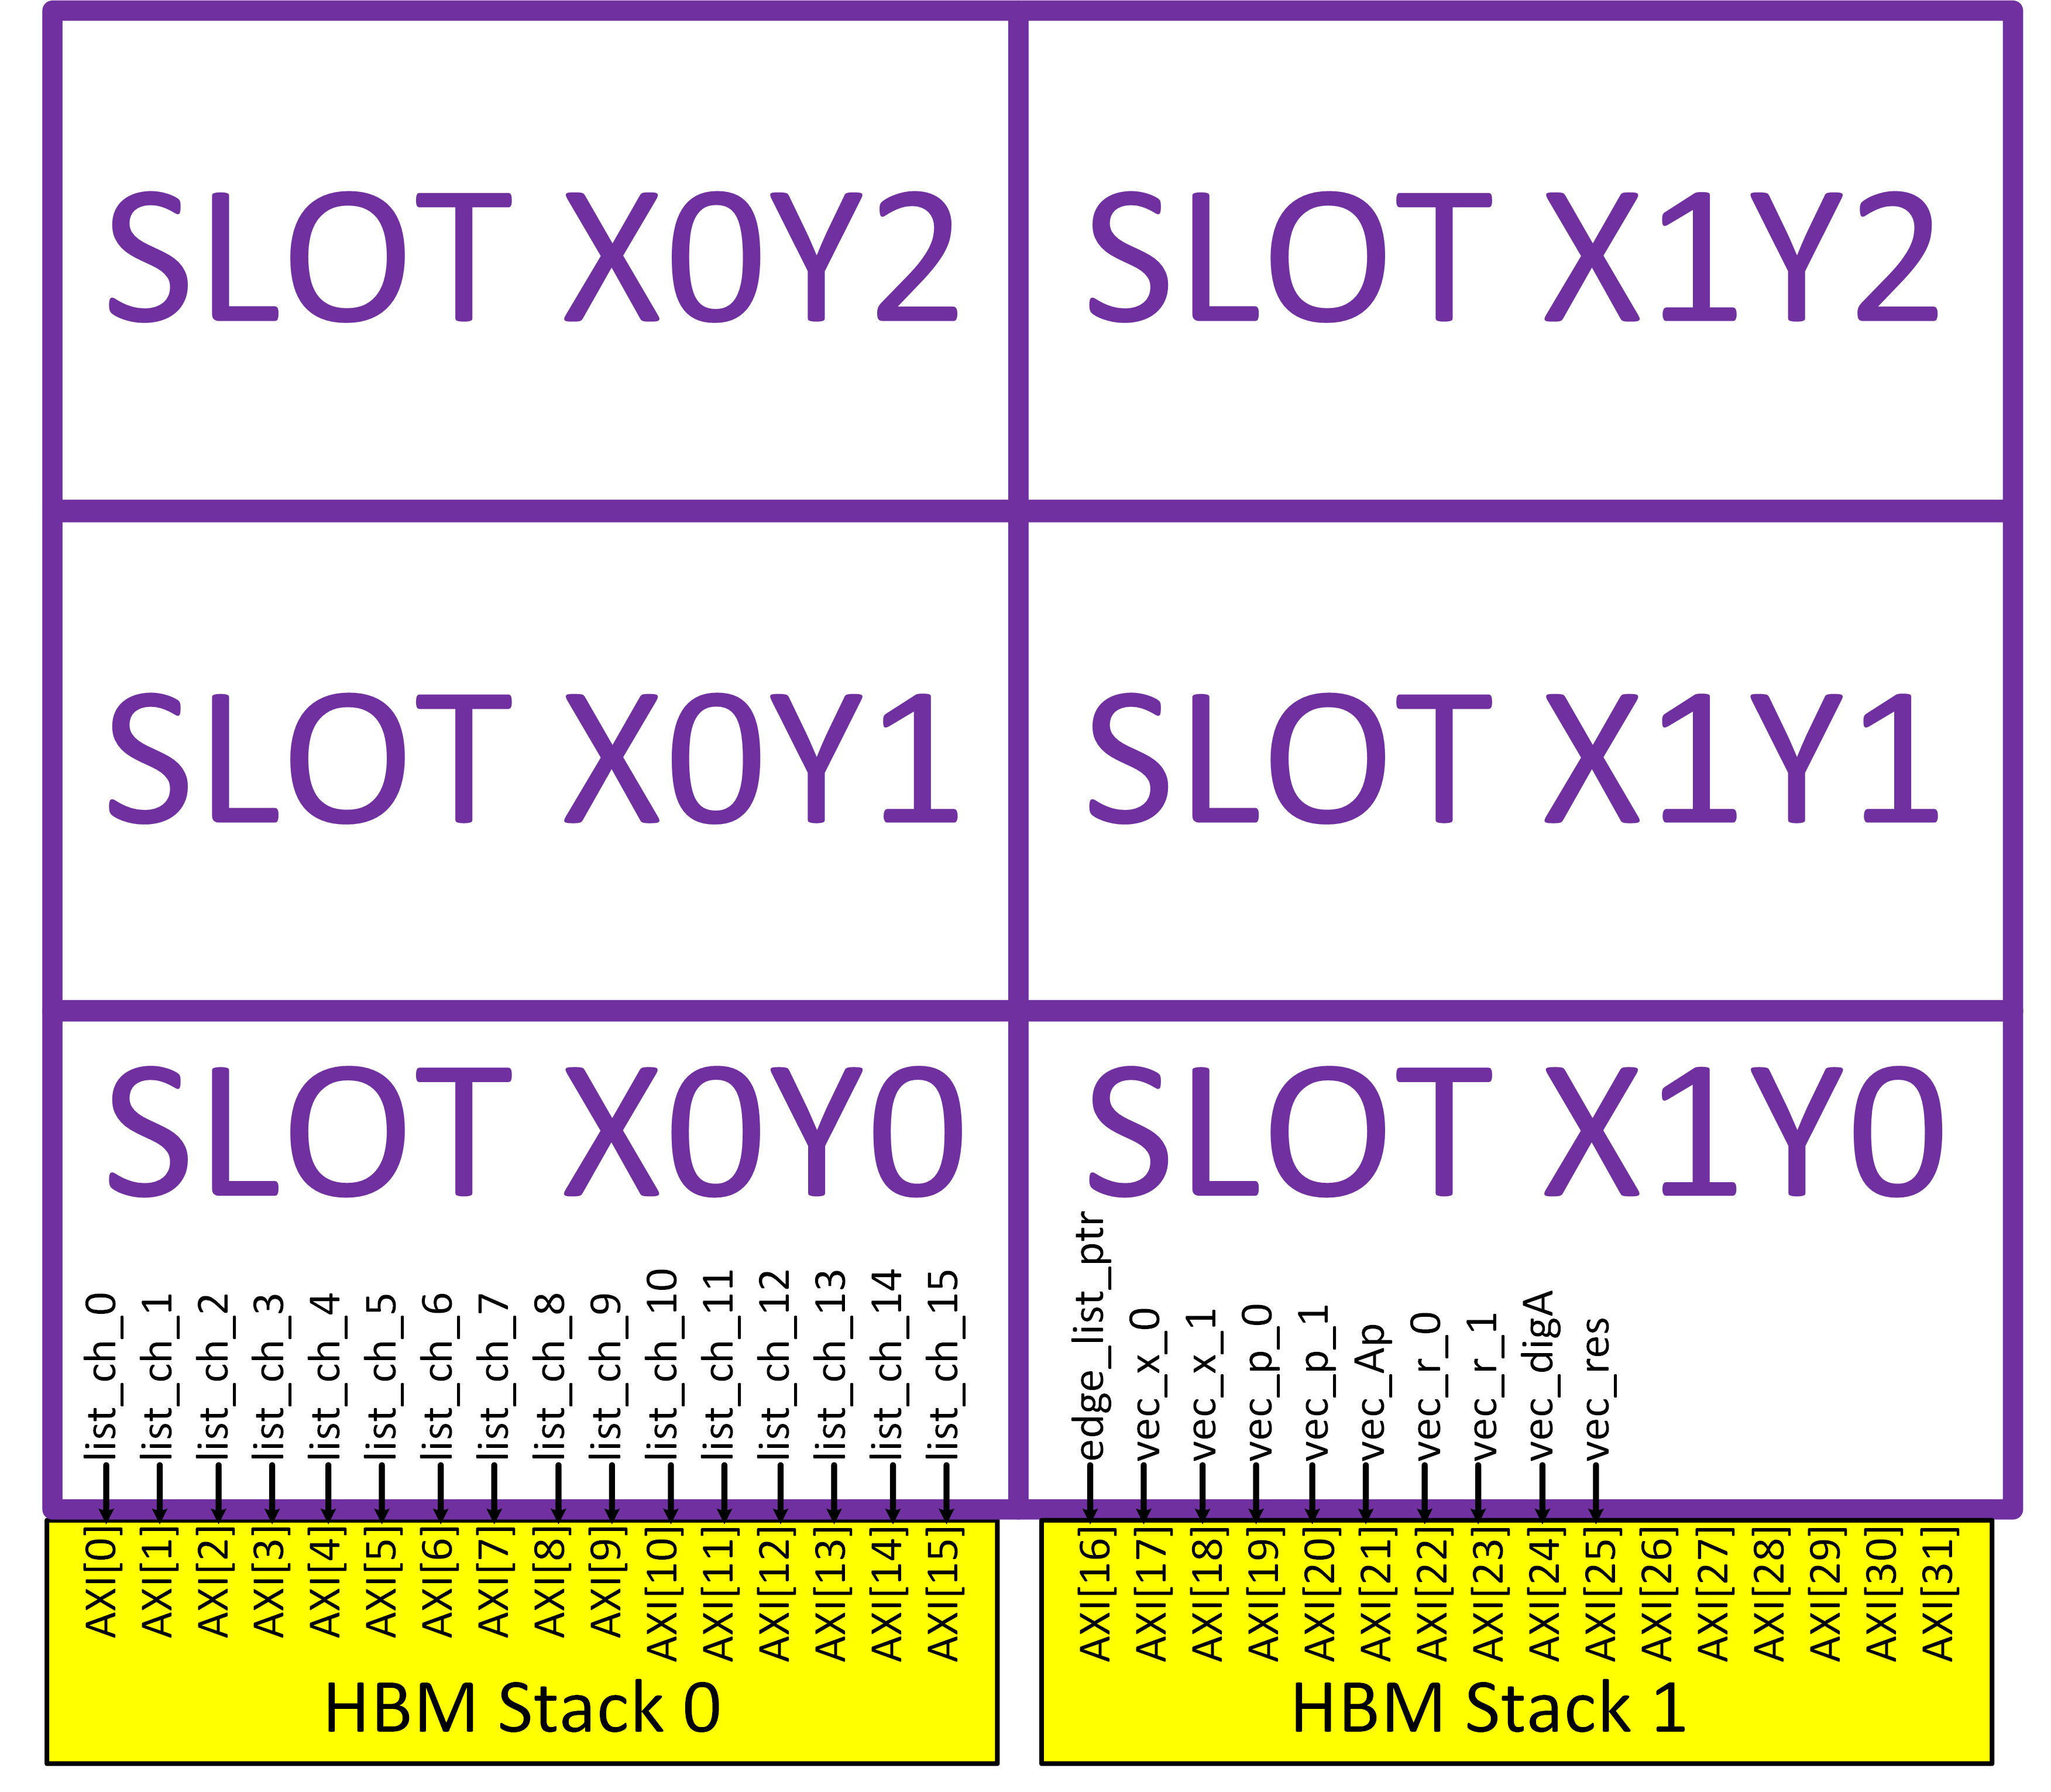 SLOT X0Y2
SLOT X1Y2
SLOT X0Y1
SLOT X1Y1
SLOT X0Y0
SLOT X1Y0
list_ch_0
list_ch_1
list_ch_2
list_ch_3
list_ch_4
list_ch_5
list_ch_6
list_ch_7
list_ch_8
list_ch_9
list_ch_10
list_ch_11
list_ch_12
list_ch_13
list_ch_14
list_ch_15
edge_list_ptr
vec_x_0
vec_x_1
vec_p_0
vec_p_1
vec_Ap
vec_r_0
vec_r_1
vec_digA
vec_res
AXI[0]
AXI[1]
AXI[2]
AXI[3]
AXI[4]
AXI[5]
AXI[6]
AXI[7]
AXI[8]
AXI[9]
AXI[10]
AXI[11]
AXI[12]
AXI[13]
AXI[14]
AXI[15]
AXI[16]
AXI[17]
AXI[18]
AXI[19]
AXI[20]
AXI[21]
AXI[22]
AXI[23]
AXI[24]
AXI[25]
AXI[26]
AXI[27]
AXI[28]
AXI[29]
AXI[30]
AXI[31]
HBM Stack 0
HBM Stack 1